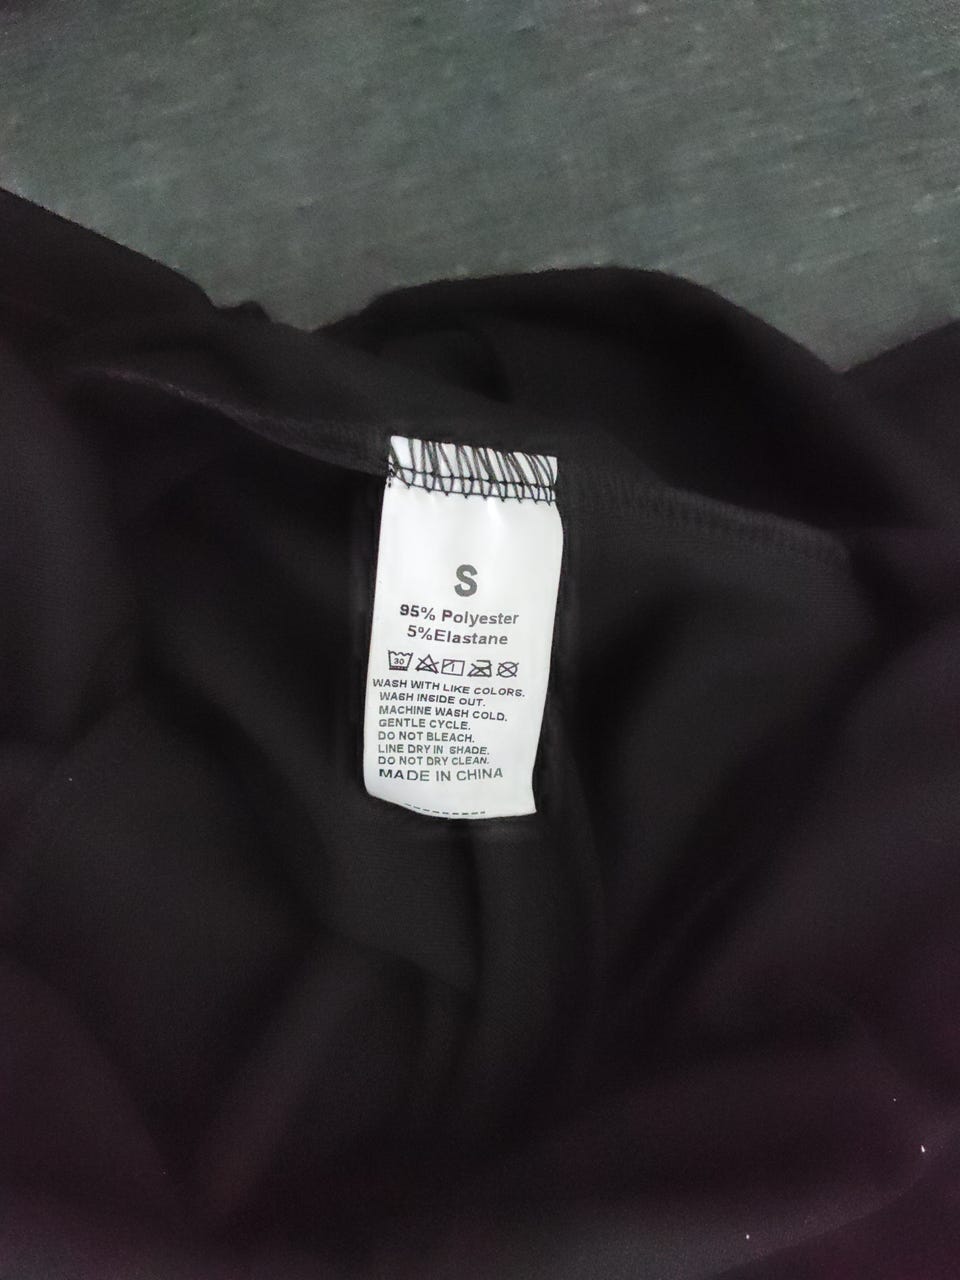 S
95% Polyester
5%Elastane
30
WASH WITH LIKE COLORS.
WASH INSIDE OUT.
MACHINE WASH COLD.
GENTLE CYCLE.
DO NOT BLEACH.
LINE DRY IN SHADE.
DO NOT DRY CLEAN.
MADE IN CHINA